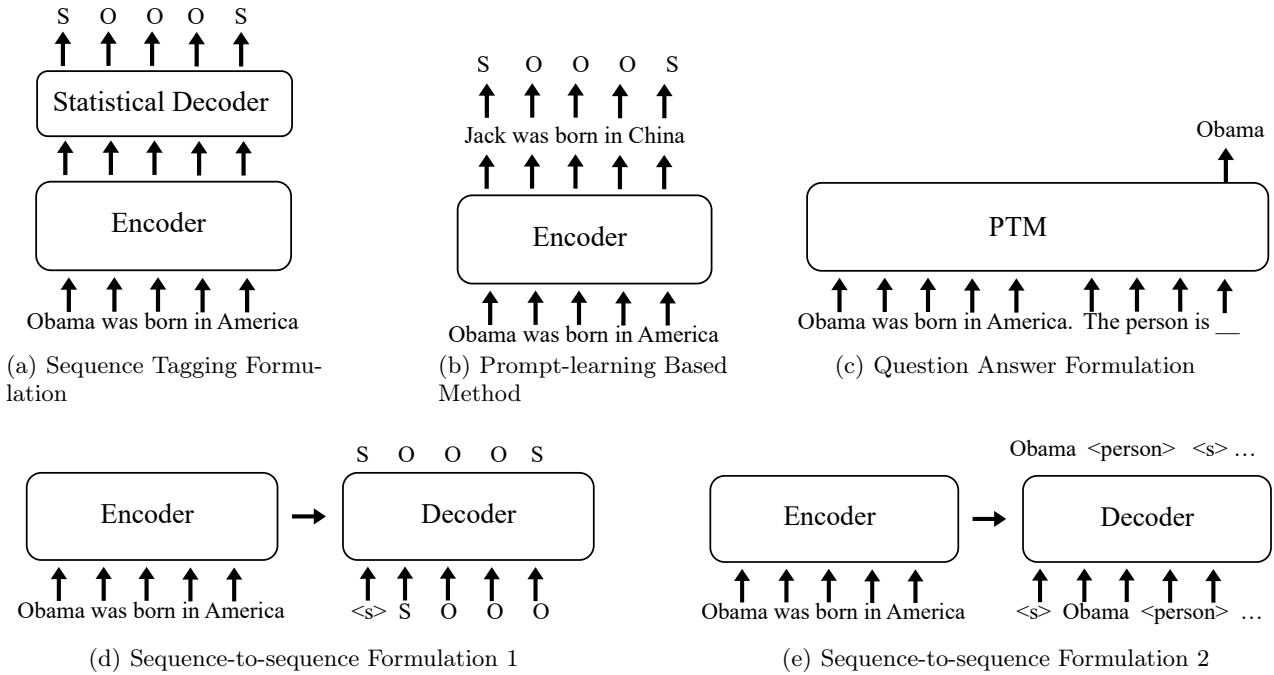 S O O O S
Statistical Decoder
Encoder
Obama was born in America
(a) Sequence Tagging Formu-
lation
S O O O S
Jack was born in China
Encoder
Obama was born in America
(b) Prompt-learning Based
Method
Obama
PTM
Obama was born in America. The person is __
(c) Question Answer Formulation
S O O O S
Encoder
Decoder
Obama was born in America
<s> S O O O
(d) Sequence-to-sequence Formulation 1
Obama <person> <s> ...
Encoder
Decoder
Obama was born in America
<s> Obama <person> ...
(e) Sequence-to-sequence Formulation 2